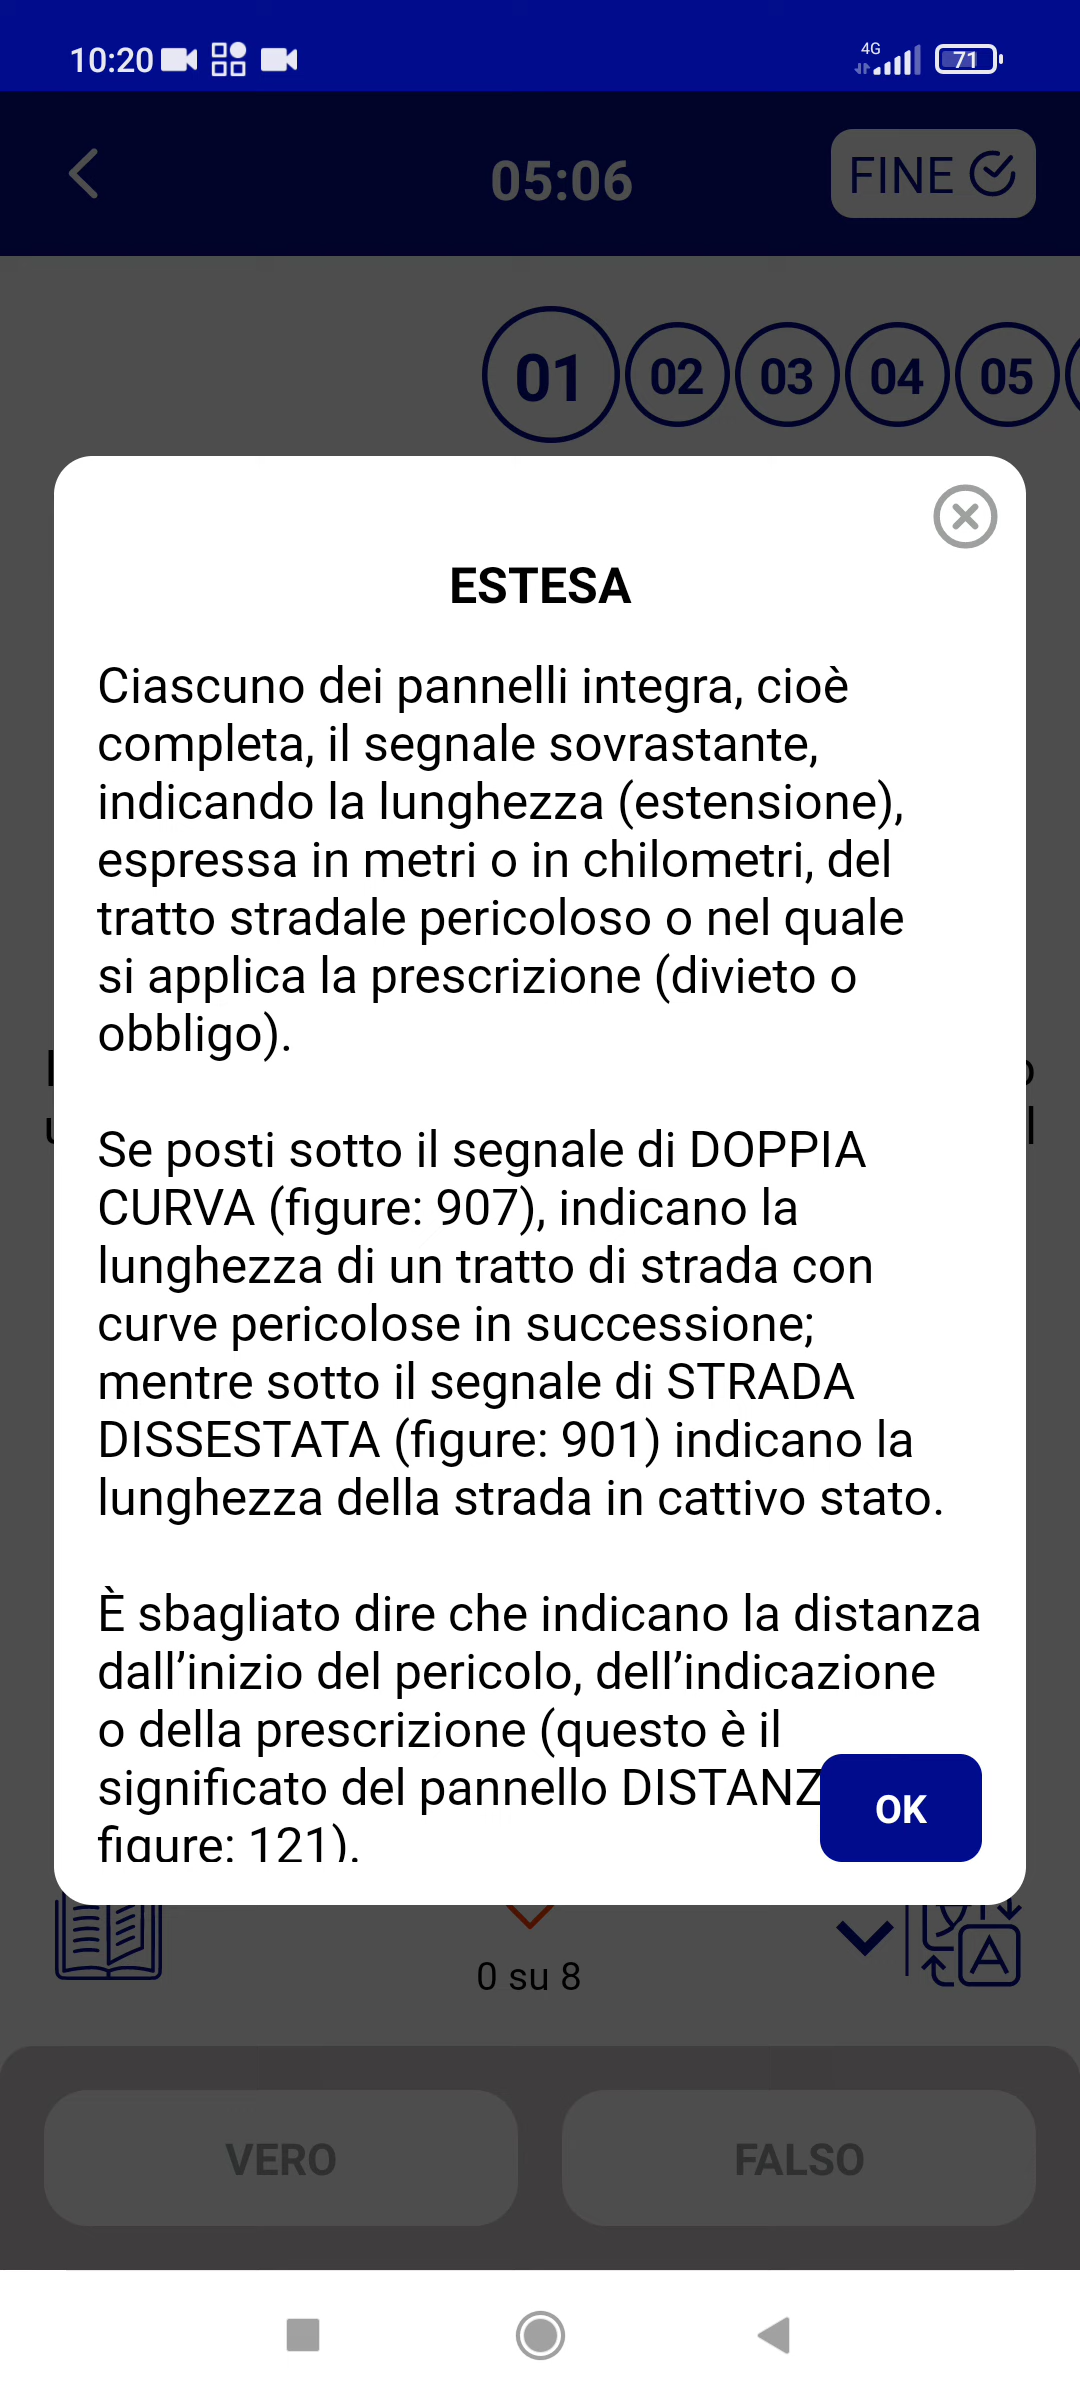 10:20
4G
71
05:06
FINE
01 02 03 04 05
ESTESA
Ciascuno dei pannelli integra, cioè
completa, il segnale sovrastante,
indicando la lunghezza (estensione),
espressa in metri o in chilometri, del
tratto stradale pericoloso o nel quale
si applica la prescrizione (divieto o
obbligo).
Se posti sotto il segnale di DOPPIA
CURVA (figure: 907), indicano la
lunghezza di un tratto di strada con
curve pericolose in successione;
mentre sotto il segnale di STRADA
DISSESTATA (figure: 901) indicano la
lunghezza della strada in cattivo stato.
È sbagliato dire che indicano la distanza
dall’inizio del pericolo, dell’indicazione
o della prescrizione (questo è il
significato del pannello DISTANZ
figure: 121).
OK
0 su 8
A
VERO
FALSO